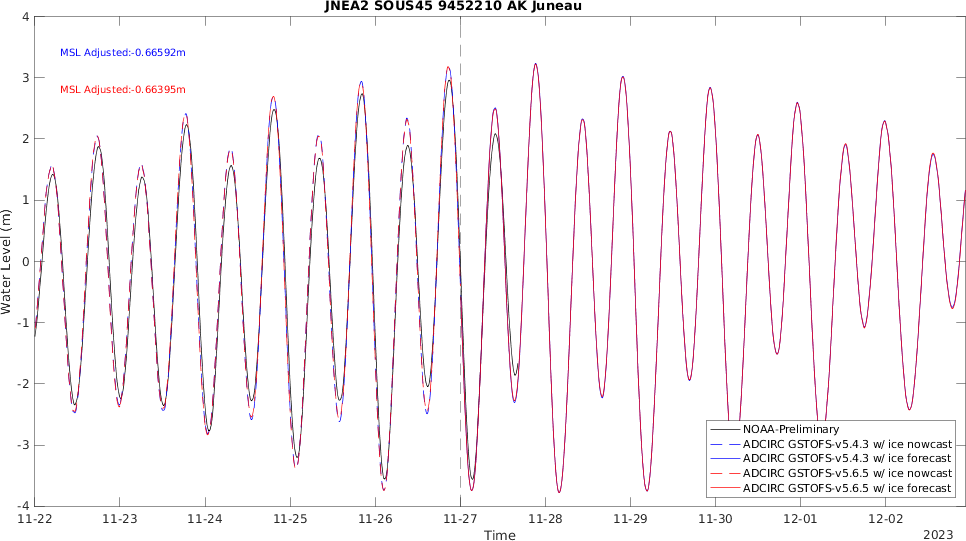 JNEA2 SOUS45 9452210 AK Juneau
MSL Adjusted:-0.66592m
MSL Adjusted:-0.66395m
Water Level (m)
4
3
2
1
0
-1
-2
-3
-4
NOAA-Preliminary
ADCIRC GSTOFS-v5.4.3 w/ ice nowcast
ADCIRC GSTOFS-v5.4.3 w/ ice forecast
ADCIRC GSTOFS-v5.6.5 w/ ice nowcast
ADCIRC GSTOFS-v5.6.5 w/ ice forecast
11-22 11-23 11-24 11-25 11-26 11-27 11-28 11-29 11-30 12-01 12-02
Time
2023